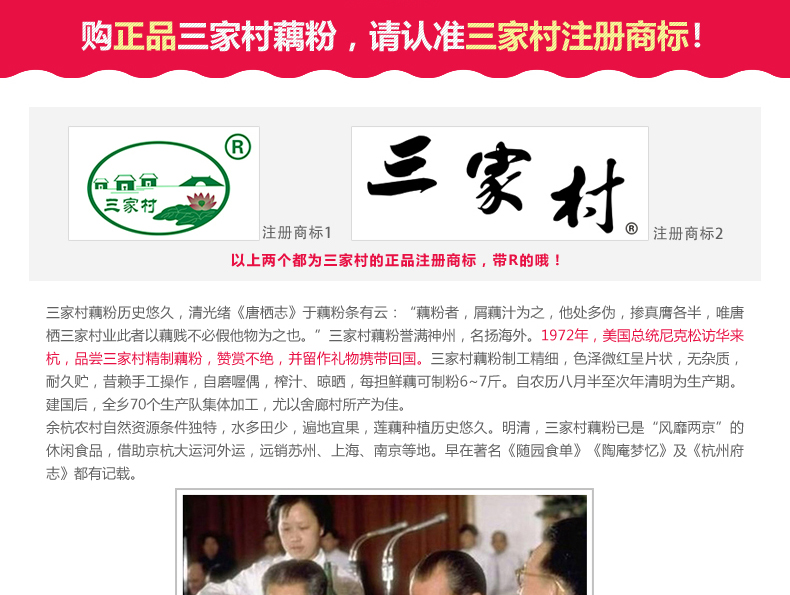 购正品三家村藕粉，请认准三家村注册商标！
三家村
®
注册商标1
三家村
®
注册商标2
以上两个都为三家村的正品注册商标，带R的哦！
三家村藕粉历史悠久，清光绪《唐栖志》于藕粉条有云：“藕粉者，屑藕汁为之，他处多伪，掺真膺各半，唯唐
栖三家村业此者以藕贱不必假他物为之也。”三家村藕粉誉满神州，名扬海外。1972年，美国总统尼克松访华来
杭，品尝三家村精制藕粉，赞赏不绝，并留作礼物携带回国。三家村藕粉制工精细，色泽微红呈片状，无杂质，
耐久贮，昔赖手工操作，自磨喔偶，榨汁、晾晒，每担鲜藕可制粉6~7斤。自农历八月半至次年清明为生产期。
建国后，全乡70个生产队集体加工，尤以舍廊村所产为佳。
余杭农村自然资源条件独特，水多田少，遍地宜果，莲藕种植历史悠久。明清，三家村藕粉已是“风靡两京”的
休闲食品，借助京杭大运河外运，远销苏州、上海、南京等地。早在著名《随园食单》《陶庵梦忆》及《杭州府
志》都有记载。